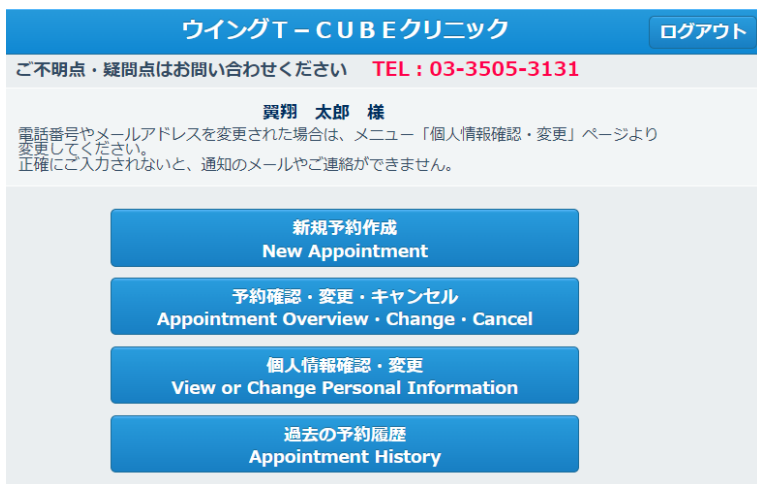 ウイングT－CUBEクリニック
ログアウト
ご不明点・疑問点はお問い合わせください TEL：03-3505-3131
翼翔 太郎 様
電話番号やメールアドレスを変更された場合は、メニュー「個人情報確認・変更」ページより
変更してください。
正確にご入力されないと、通知のメールやご連絡ができません。
新規予約作成
New Appointment
予約確認・変更・キャンセル
Appointment Overview・Change・Cancel
個人情報確認・変更
View or Change Personal Information
過去の予約履歴
Appointment History